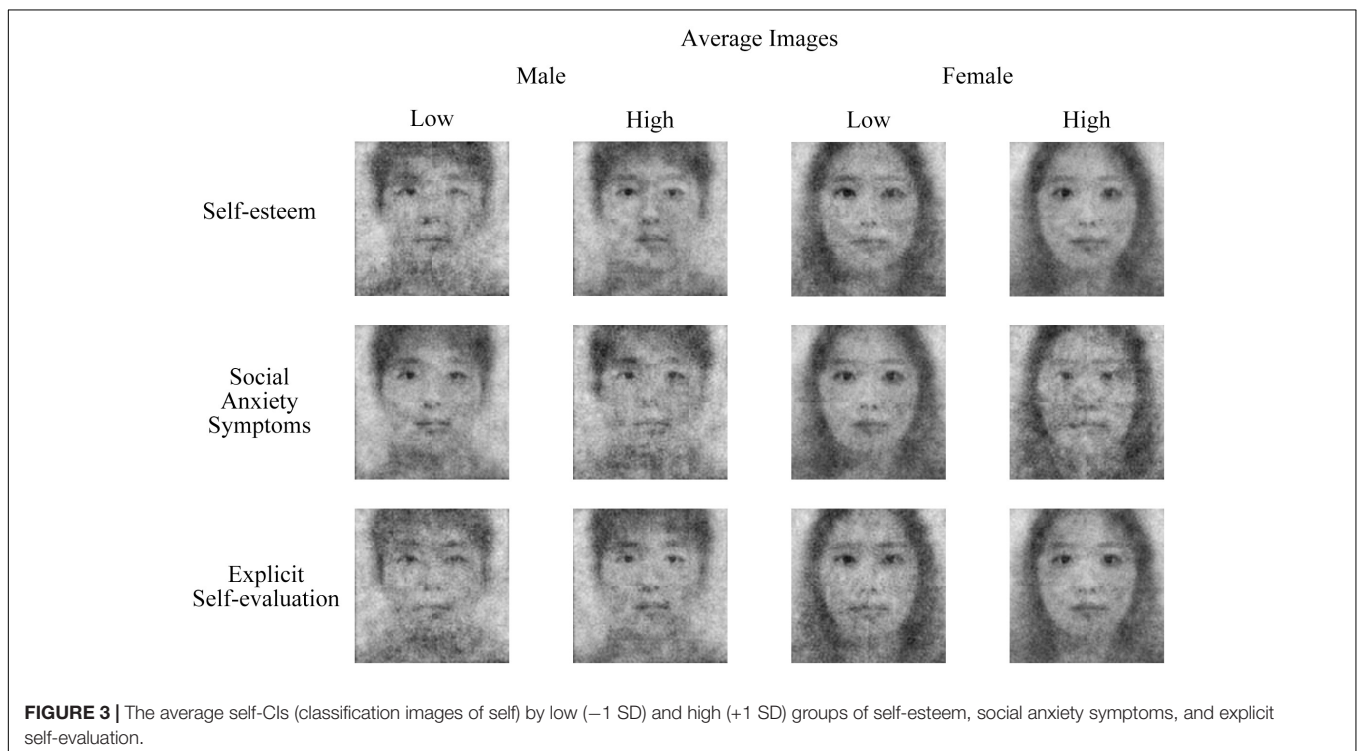 Average Images
Male Female
Low High Low High
Self-esteem
Social
Anxiety
Symptoms
Explicit
Self-evaluation
FIGURE 3 | The average self-CIs (classification images of self) by low (−1 SD) and high (+1 SD) groups of self-esteem, social anxiety symptoms, and explicit
self-evaluation.